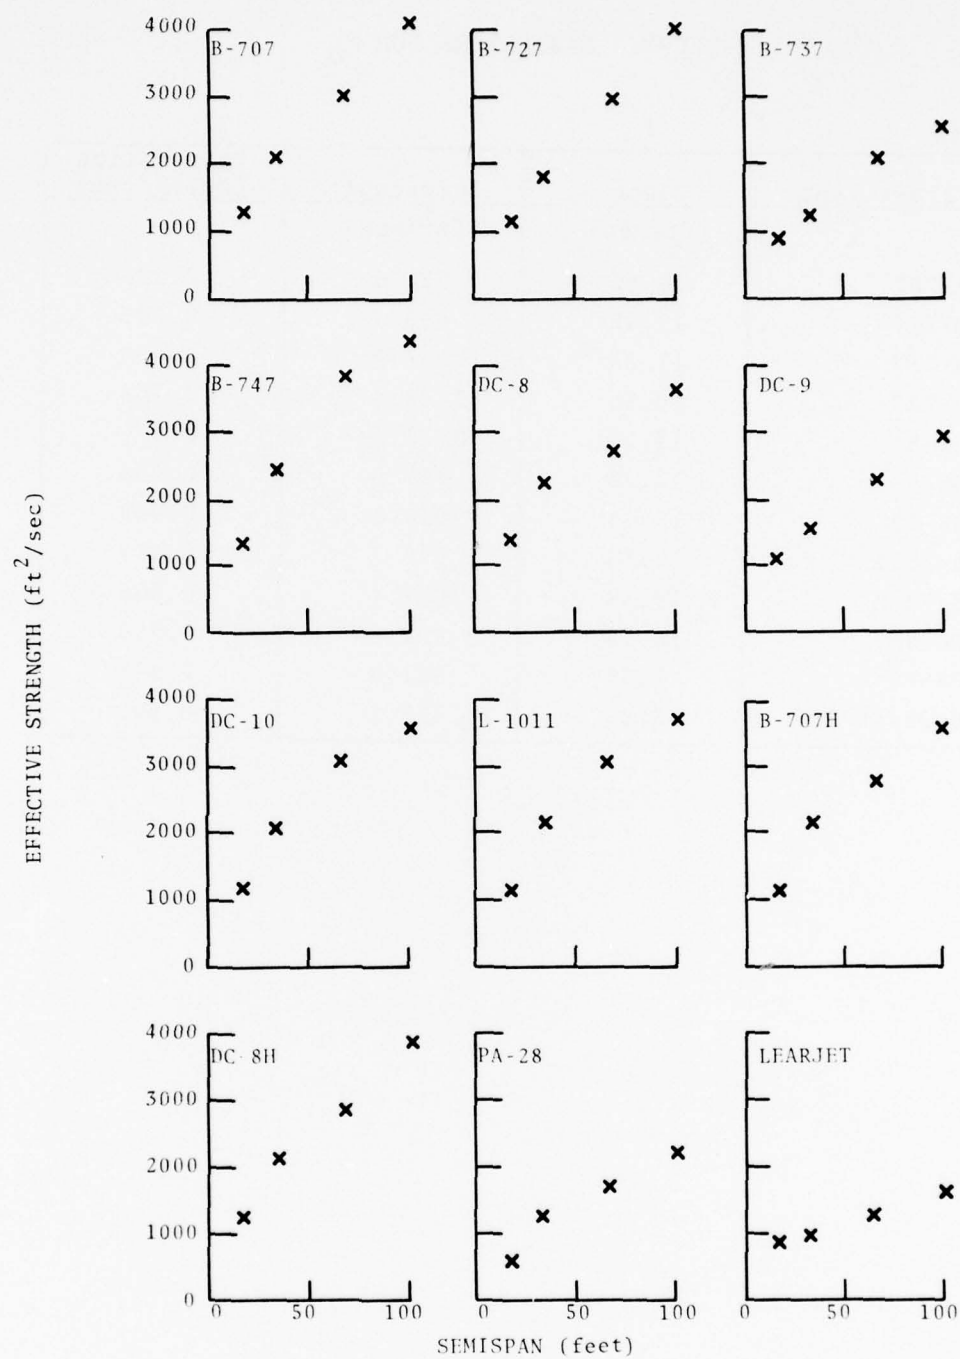 4000
B-707
B-727
B-737
3000
2000
1000
0
4000
B-747
DC-8
DC-9
3000
2000
1000
0
EFFECTIVE STRENGTH (ft²/sec)
4000
DC-10
L-1011
B-707H
3000
2000
1000
0
4000
DC-8H
PA-28
LEARJET
3000
2000
1000
0
0 50 100 0 50 100 0 50 100
SEMISPAN (feet)